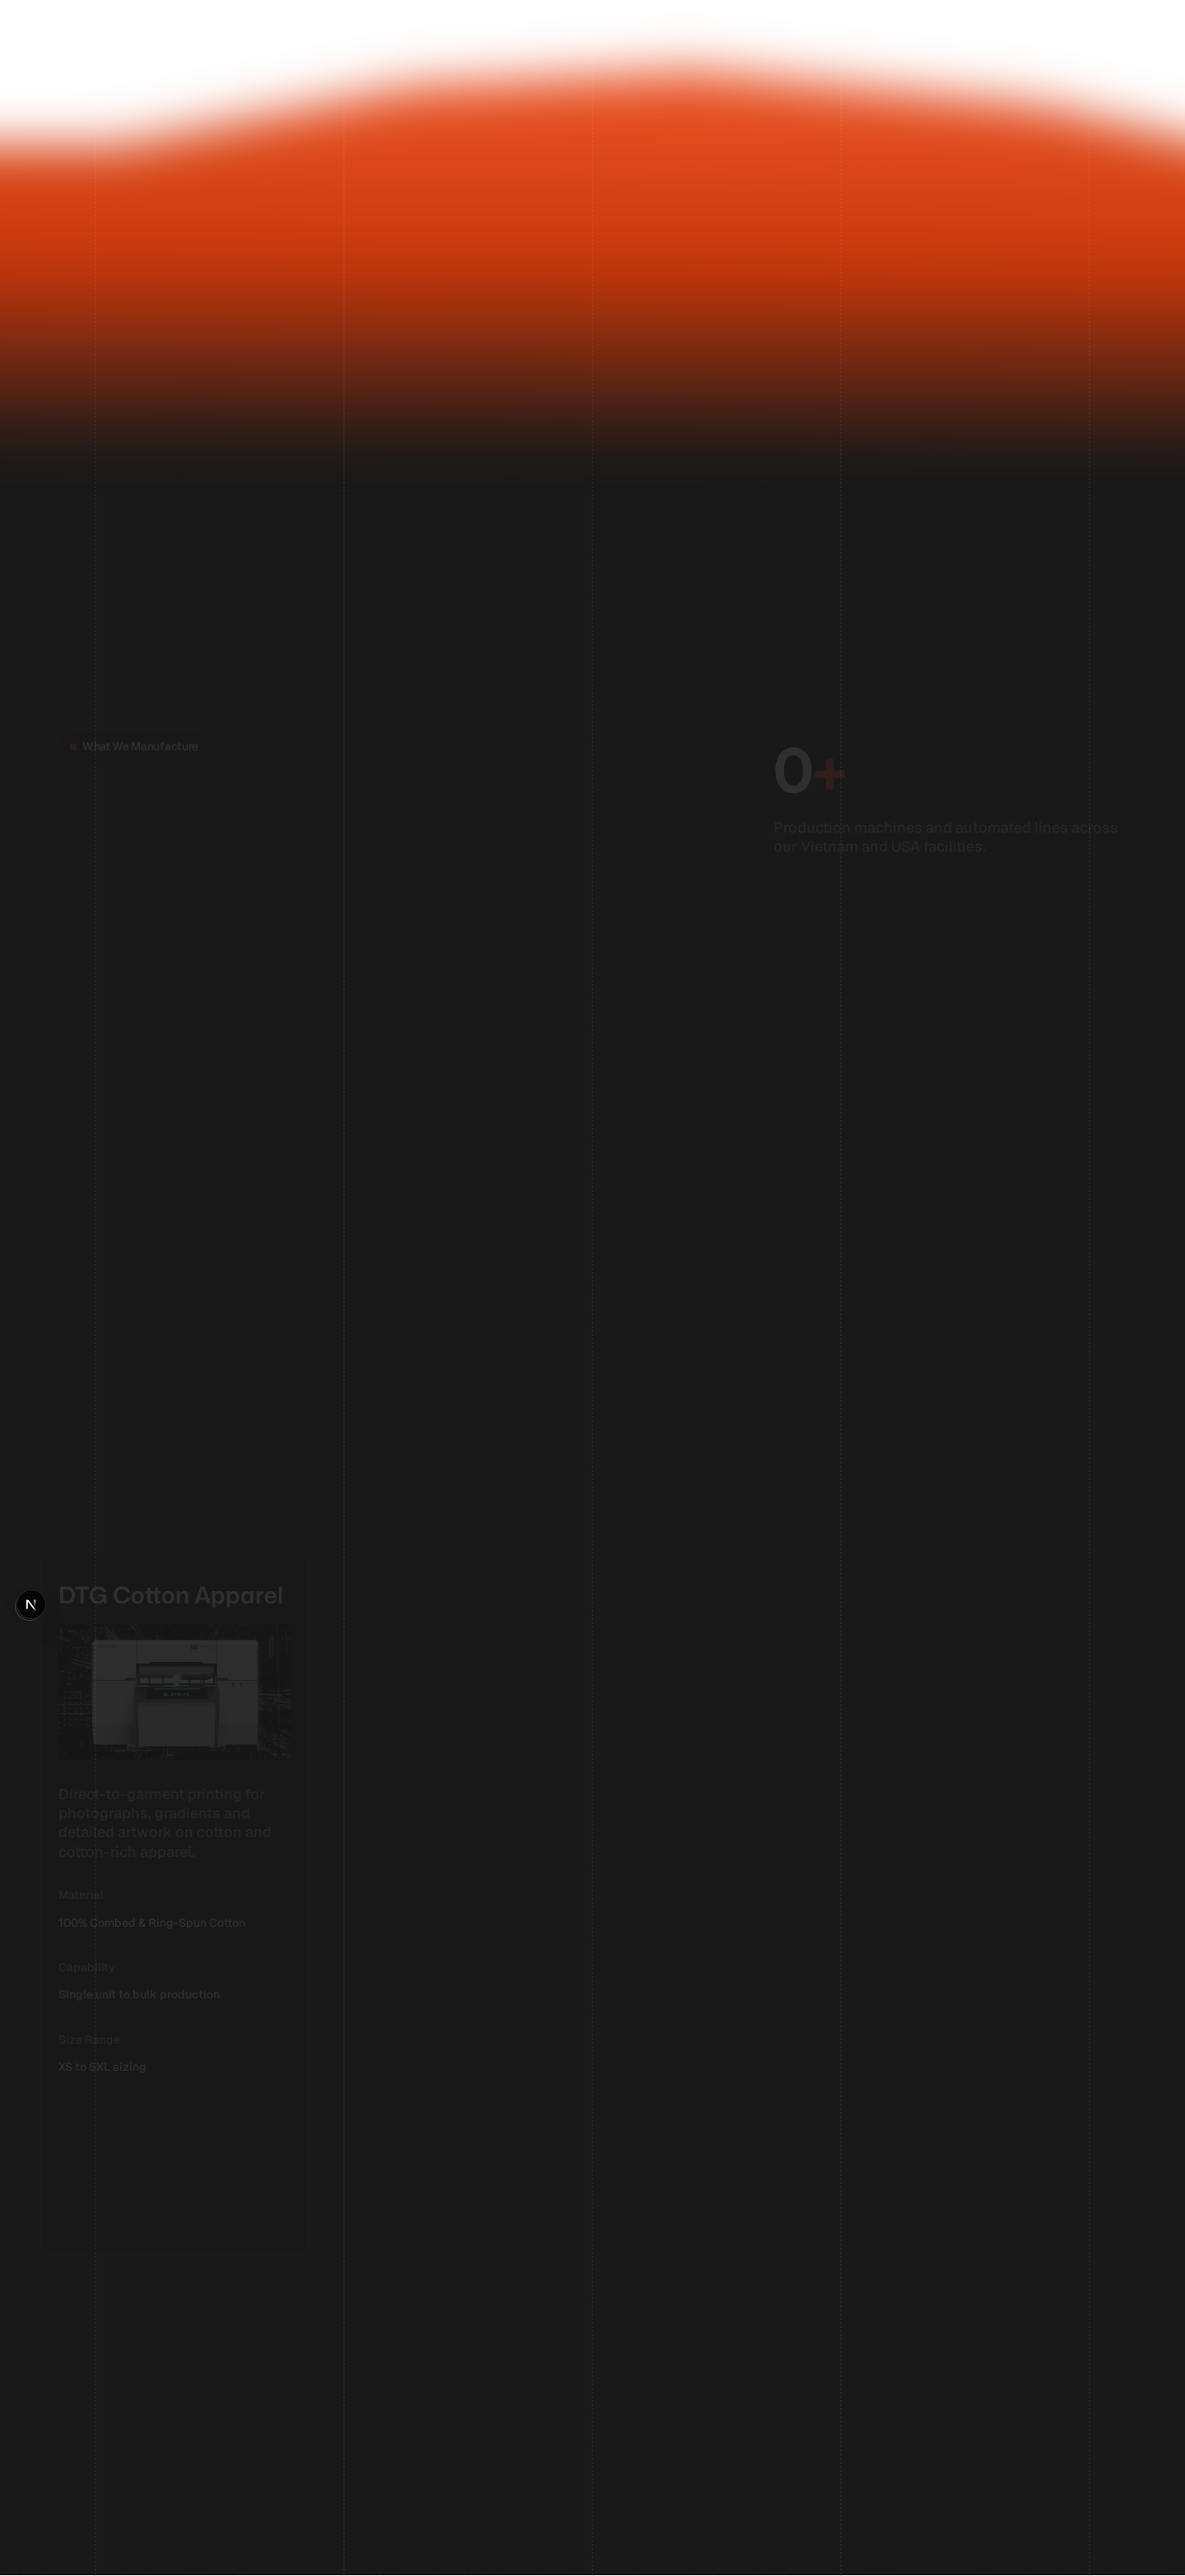 What We Manufacture
0+
Production machines and automated lines across
our Vietnam and USA facilities.
DTG Cotton Apparel
N
Direct-to-garment printing for
photographs, gradients and
detailed artwork on cotton and
cotton-rich apparel.
Material
100% Combed & Ring-Spun Cotton
Capability
Single unit to bulk production
Size Range
XS to 5XL sizing